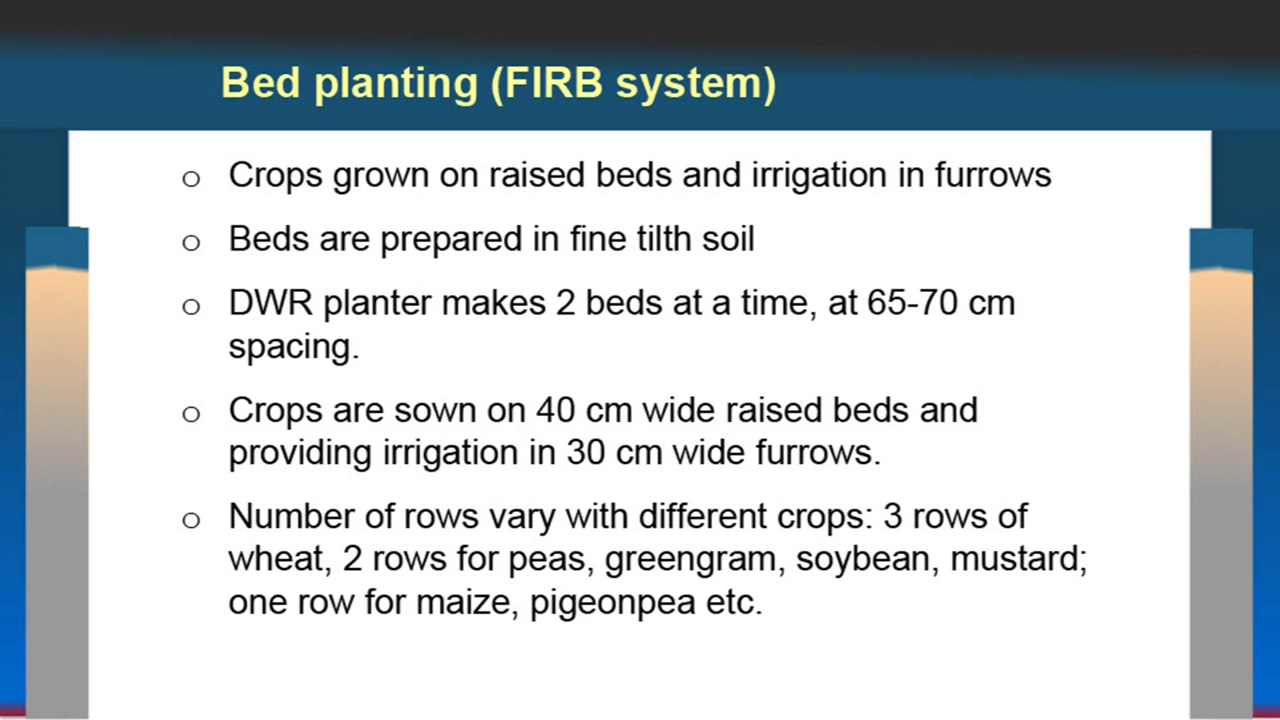 Bed planting (FIRB system)
o Crops grown on raised beds and irrigation in furrows
o Beds are prepared in fine tilth soil
o DWR planter makes 2 beds at a time, at 65-70 cm
spacing.
o Crops are sown on 40 cm wide raised beds and
providing irrigation in 30 cm wide furrows.
o Number of rows vary with different crops: 3 rows of
wheat, 2 rows for peas, greengram, soybean, mustard;
one row for maize, pigeonpea etc.